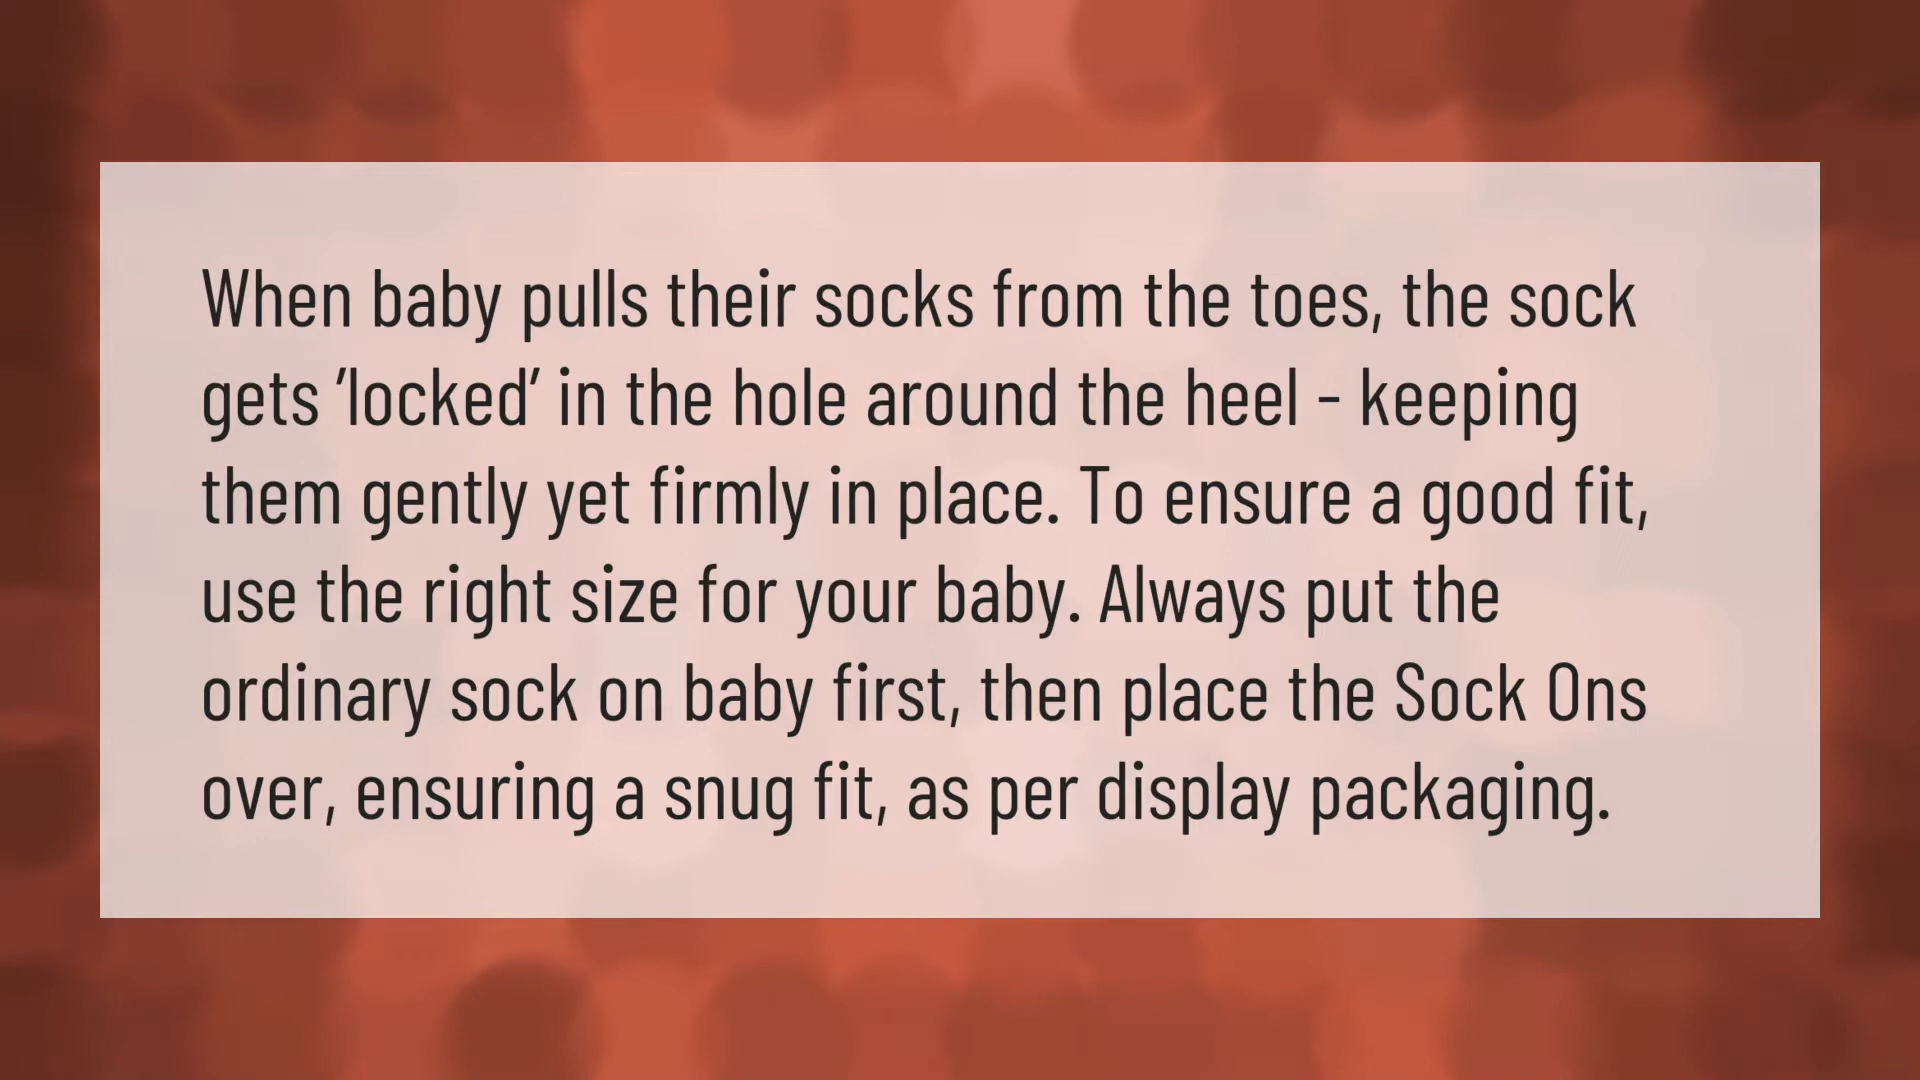 When baby pulls their socks from the toes, the sock
gets ’locked’ in the hole around the heel - keeping
them gently yet firmly in place. To ensure a good fit,
use the right size for your baby. Always put the
ordinary sock on baby first, then place the Sock Ons
over, ensuring a snug fit, as per display packaging.